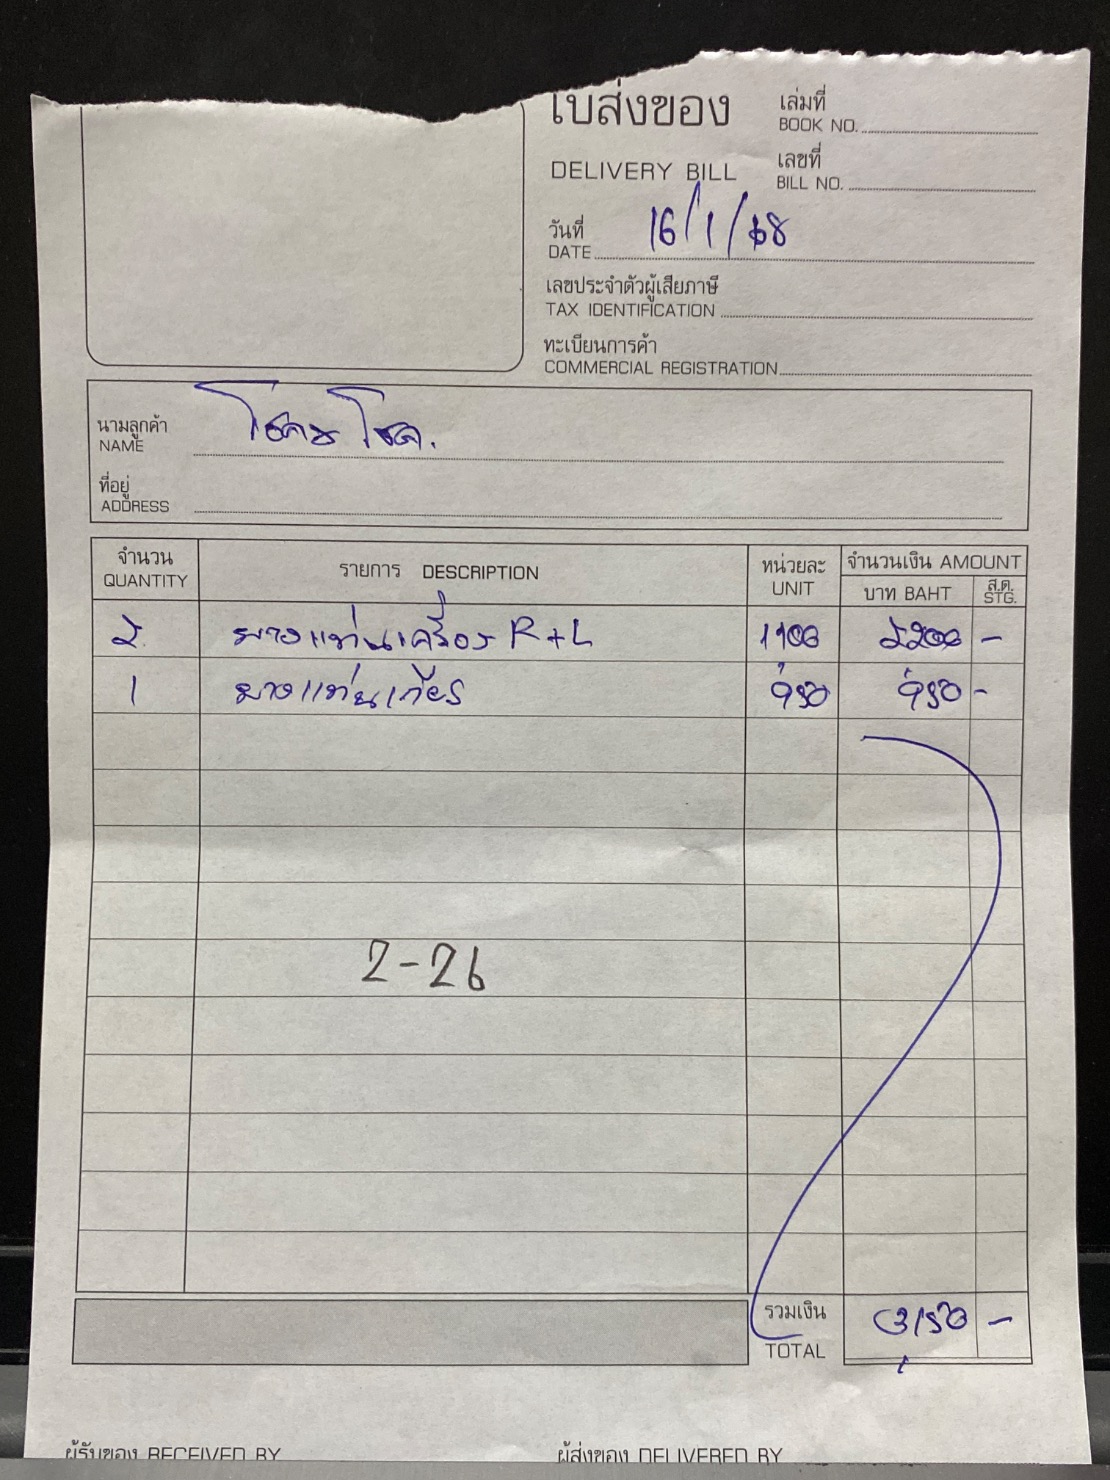 ใบส่งของ
เล่มที่
BOOK NO.
DELIVERY BILL
เลขที่
BILL NO.
วันที่
DATE 16/1/68
เลขประจำตัวผู้เสียภาษี
TAX IDENTIFICATION
ทะเบียนการค้า
COMMERCIAL REGISTRATION
นามลูกค้า
NAME
ที่อยู่
ADDRESS
จำนวน QUANTITY รายการ DESCRIPTION หน่วยละ UNIT จำนวนเงิน AMOUNT
บาท BAHT ส.ต. STG.
2 ยางแท่นเครื่อง R+L 1100 2200 -
1 ยางแท่นเกียร์ 950 950 -
2-26
รวมเงิน TOTAL 3150 -
ผู้รับของ RECEIVED BY ผู้ส่งของ DELIVERED BY